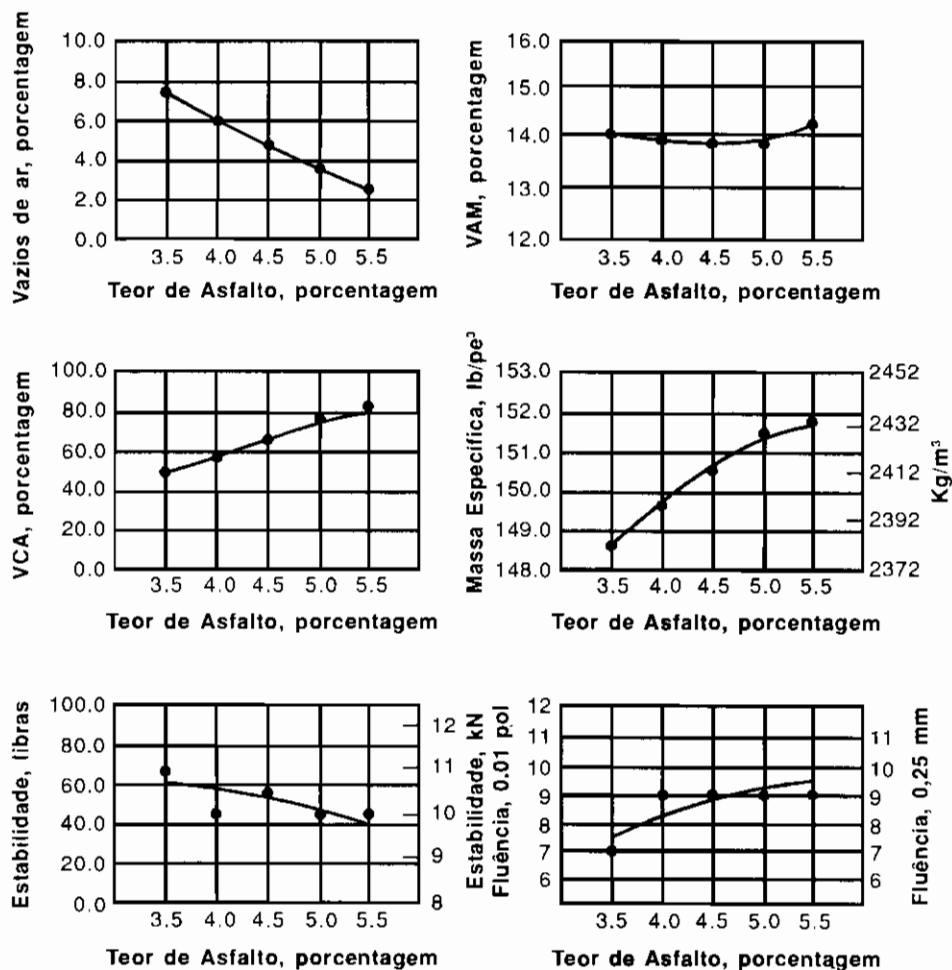 Vazios de ar, porcentagem
10.0
8.0
6.0
4.0
2.0
0.0
3.5 4.0 4.5 5.0 5.5
Teor de Asfalto, porcentagem
VAM, porcentagem
16.0
15.0
14.0
13.0
12.0
3.5 4.0 4.5 5.0 5.5
Teor de Asfalto, porcentagem
VCA, porcentagem
100.0
80.0
60.0
40.0
20.0
0.0
3.5 4.0 4.5 5.0 5.5
Teor de Asfalto, porcentagem
Massa Específica, lb/pe³
153.0
152.0
151.0
150.0
149.0
148.0
2452
2432
2412
2392
2372
Kg/m³
3.5 4.0 4.5 5.0 5.5
Teor de Asfalto, porcentagem
Estabilidade, libras
100.0
80.0
60.0
40.0
20.0
0.0
12
11
10
9
8
Estabilidade, kN
3.5 4.0 4.5 5.0 5.5
Teor de Asfalto, porcentagem
Fluência, 0.01 pol
12
11
10
9
8
7
6
11
10
9
8
7
6
Fluência, 0,25 mm
3.5 4.0 4.5 5.0 5.5
Teor de Asfalto, porcentagem